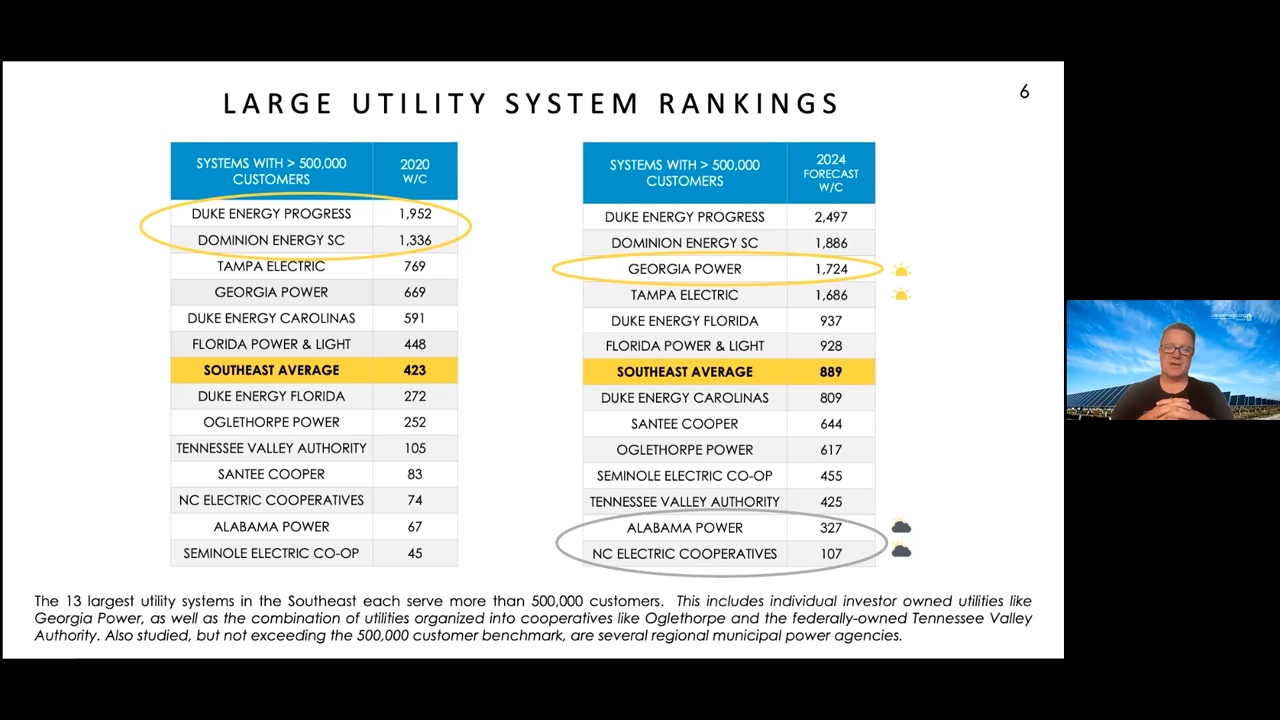 6
LARGE UTILITY SYSTEM RANKINGS
SYSTEMS WITH > 500,000 CUSTOMERS 2020 W/C
DUKE ENERGY PROGRESS 1,952
DOMINION ENERGY SC 1,336
TAMPA ELECTRIC 769
GEORGIA POWER 669
DUKE ENERGY CAROLINAS 591
FLORIDA POWER & LIGHT 448
SOUTHEAST AVERAGE 423
DUKE ENERGY FLORIDA 272
OGLETHORPE POWER 252
TENNESSEE VALLEY AUTHORITY 105
SANTEE COOPER 83
NC ELECTRIC COOPERATIVES 74
ALABAMA POWER 67
SEMINOLE ELECTRIC CO-OP 45
SYSTEMS WITH > 500,000 CUSTOMERS 2024 FORECAST W/C
DUKE ENERGY PROGRESS 2,497
DOMINION ENERGY SC 1,886
GEORGIA POWER 1,724
TAMPA ELECTRIC 1,686
DUKE ENERGY FLORIDA 937
FLORIDA POWER & LIGHT 928
SOUTHEAST AVERAGE 889
DUKE ENERGY CAROLINAS 809
SANTEE COOPER 644
OGLETHORPE POWER 617
SEMINOLE ELECTRIC CO-OP 455
TENNESSEE VALLEY AUTHORITY 425
ALABAMA POWER 327
NC ELECTRIC COOPERATIVES 107
The 13 largest utility systems in the Southeast each serve more than 500,000 customers. This includes individual investor owned utilities like
Georgia Power, as well as the combination of utilities organized into cooperatives like Oglethorpe and the federally-owned Tennessee Valley
Authority. Also studied, but not exceeding the 500,000 customer benchmark, are several regional municipal power agencies.
cleanenergy.org